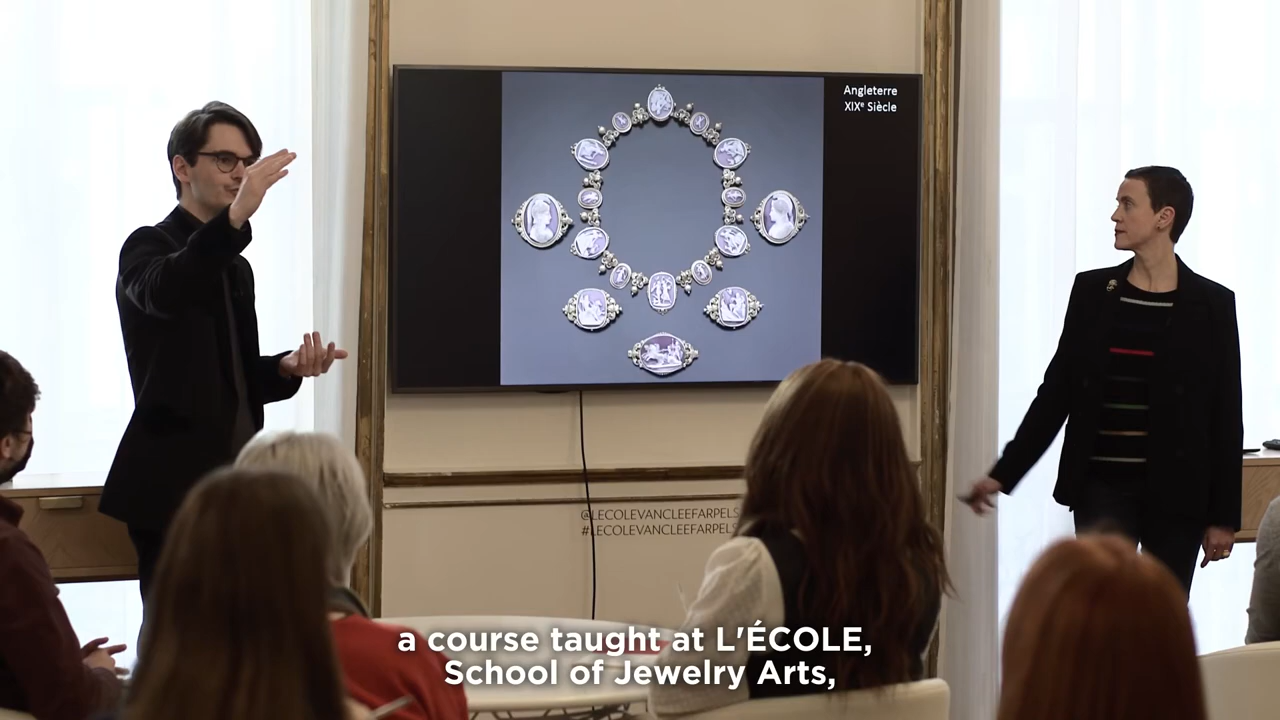 Angleterre
XIXᵉ Siècle
@LECOLEVANCLEEFARPELS
#LECOLEVANCLEEFARPELS
a course taught at L'ÉCOLE,
School of Jewelry Arts,